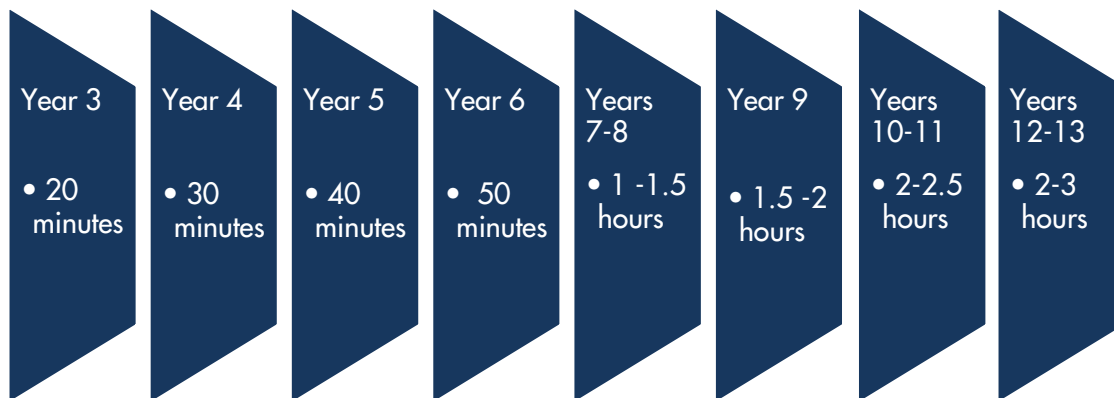 Year 3
• 20
minutes
Year 4
• 30
minutes
Year 5
• 40
minutes
Year 6
• 50
minutes
Years
7-8
• 1 -1.5
hours
Year 9
• 1.5 -2
hours
Years
10-11
• 2-2.5
hours
Years
12-13
• 2-3
hours